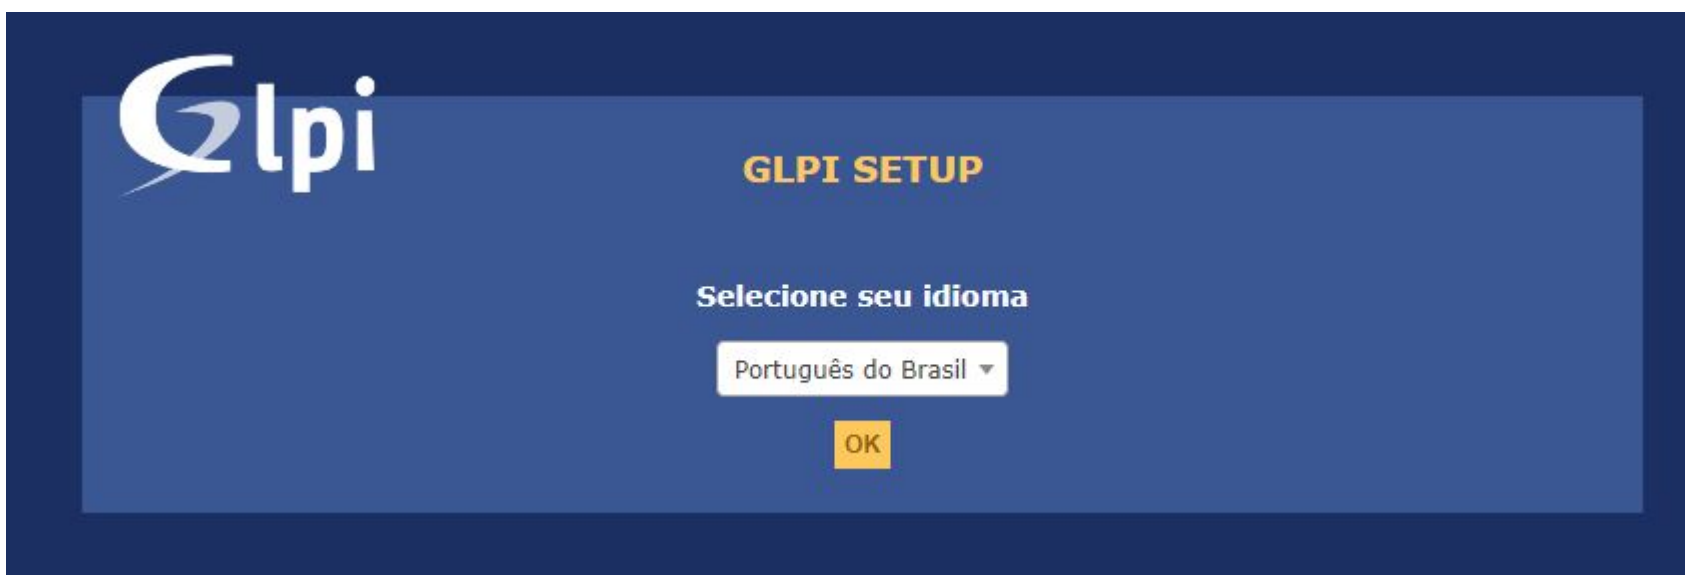 Glpi
GLPI SETUP
Selecione seu idioma
Português do Brasil
OK